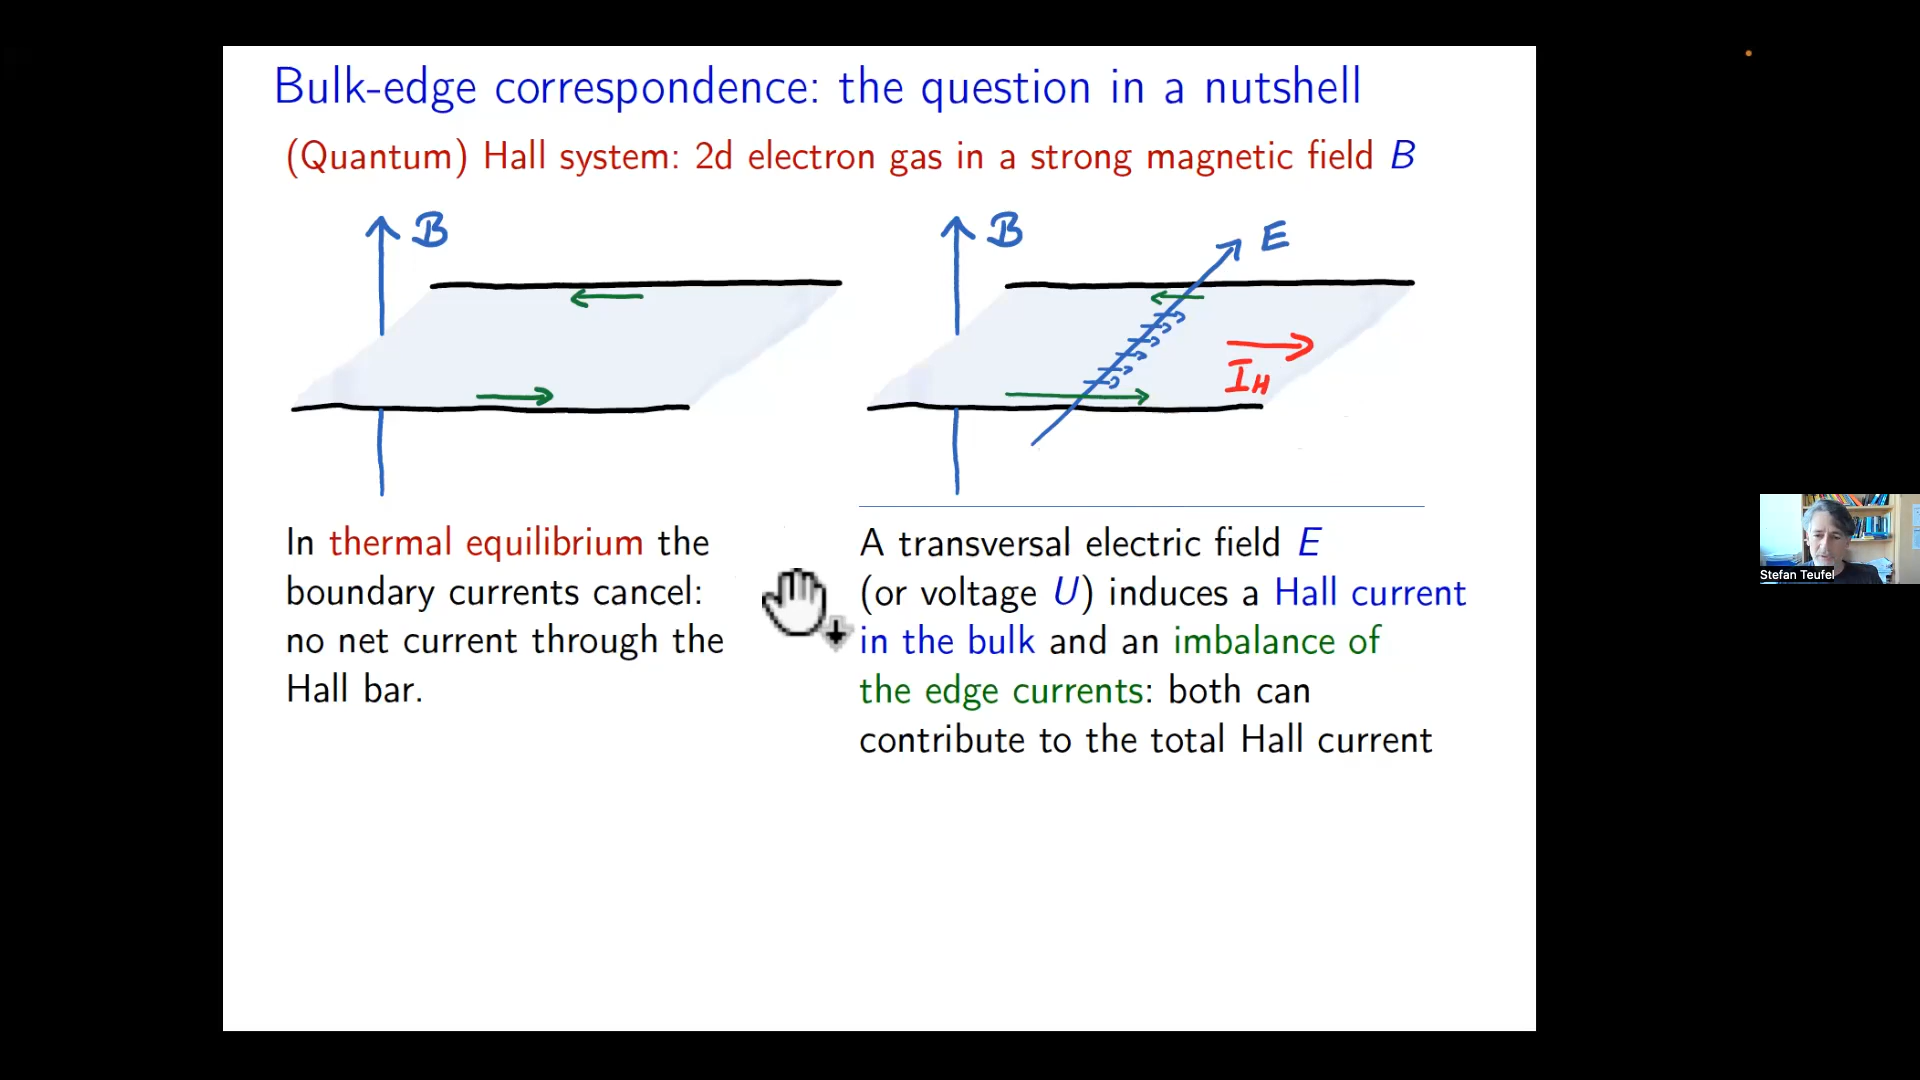 Bulk-edge correspondence: the question in a nutshell
(Quantum) Hall system: 2d electron gas in a strong magnetic field B
B
B
E
I_H
In thermal equilibrium the
boundary currents cancel:
no net current through the
Hall bar.
A transversal electric field E
(or voltage U) induces a Hall current
in the bulk and an imbalance of
the edge currents: both can
contribute to the total Hall current
Stefan Teufel